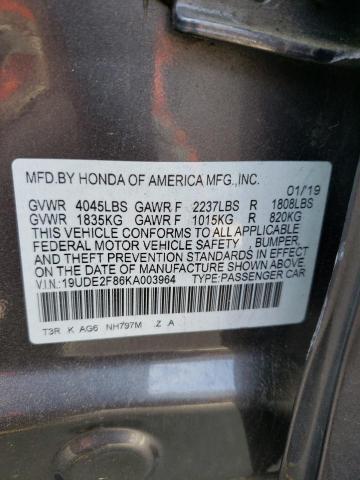 MFD.BY HONDA OF AMERICA MFG.,INC.
01/'19
GVWR 4045LBS GAWR F 2237LBS R 1808LBS
GVWR 1835KG GAWR F 1015KG R 820KG
THIS VEHICLE CONFORMS TO ALL APPLICABLE
FEDERAL MOTOR VEHICLE SAFETY , BUMPER,
AND THEFT PREVENTION STANDARDS IN
EFFECT ON THE DATE OF MANUFACTURE
SHOWN ABOVE.
V.I.N:19UDE2F86KA003964 TYPE:PASSENGER CAR
T3R K AG6 NH797M Z A